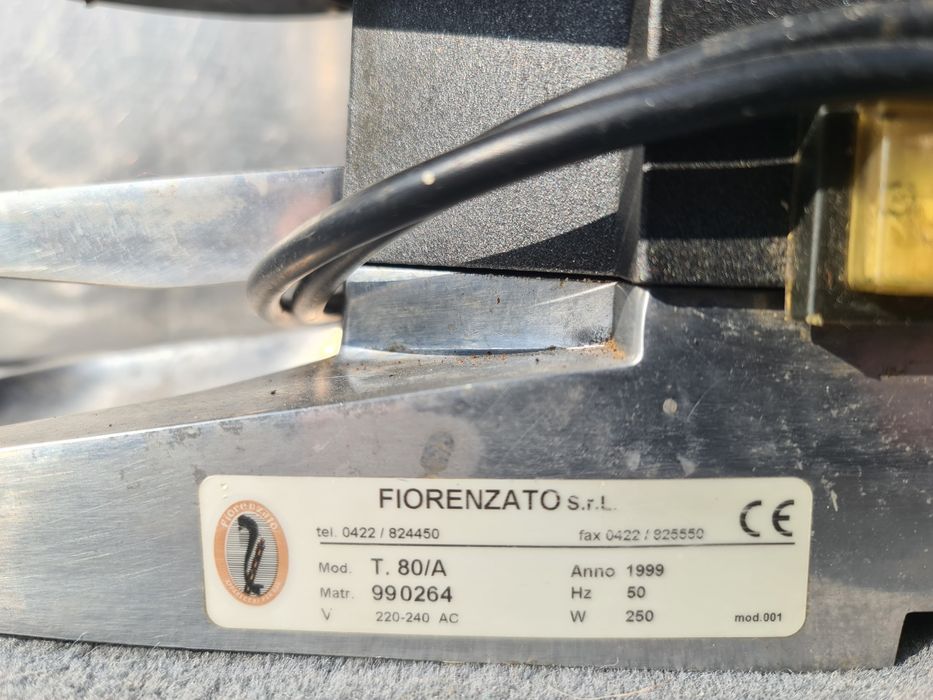 FIORENZATO S.r.L.
tel. 0422 / 824450 fax 0422 / 825550
Fiorenzato
Mod. T. 80/A Anno 1999
Matr. 990264 Hz 50
V 220-240 AC W 250 mod.001
CE